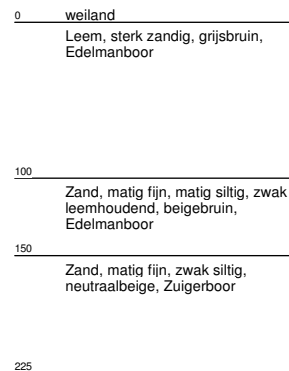 0 weiland
Leem, sterk zandig, grijsbruin,
Edelmanboor
100
Zand, matig fijn, matig siltig, zwak
leemhoudend, beigebruin,
Edelmanboor
150
Zand, matig fijn, zwak siltig,
neutraalbeige, Zuigerboor
225